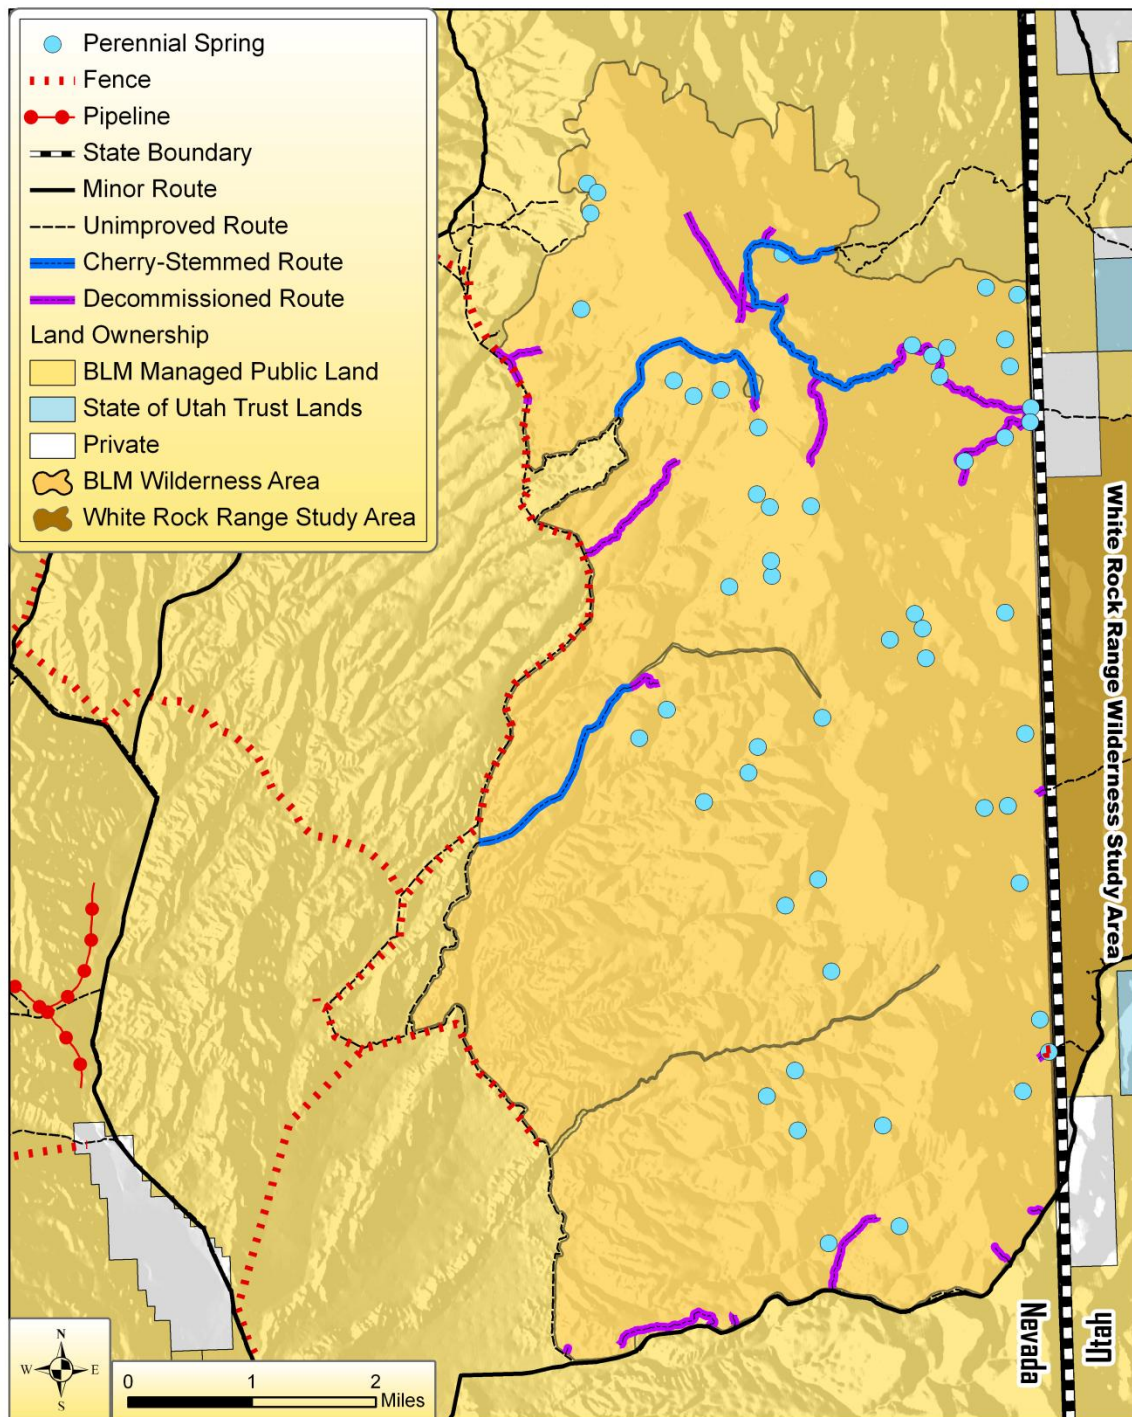 Perennial Spring
Fence
Pipeline
State Boundary
Minor Route
Unimproved Route
Cherry-Stemmed Route
Decommissioned Route
Land Ownership
BLM Managed Public Land
State of Utah Trust Lands
Private
BLM Wilderness Area
White Rock Range Study Area
White Rock Range Wilderness Study Area
Nevada
Utah
N
W E
S
0 1 2
Miles